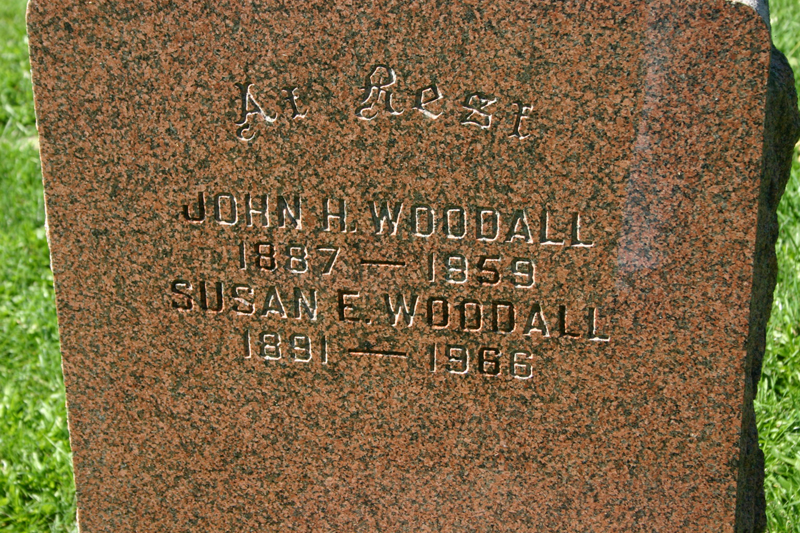 At Rest
JOHN H. WOODALL
1887 — 1959
SUSAN E. WOODALL
1891 — 1966